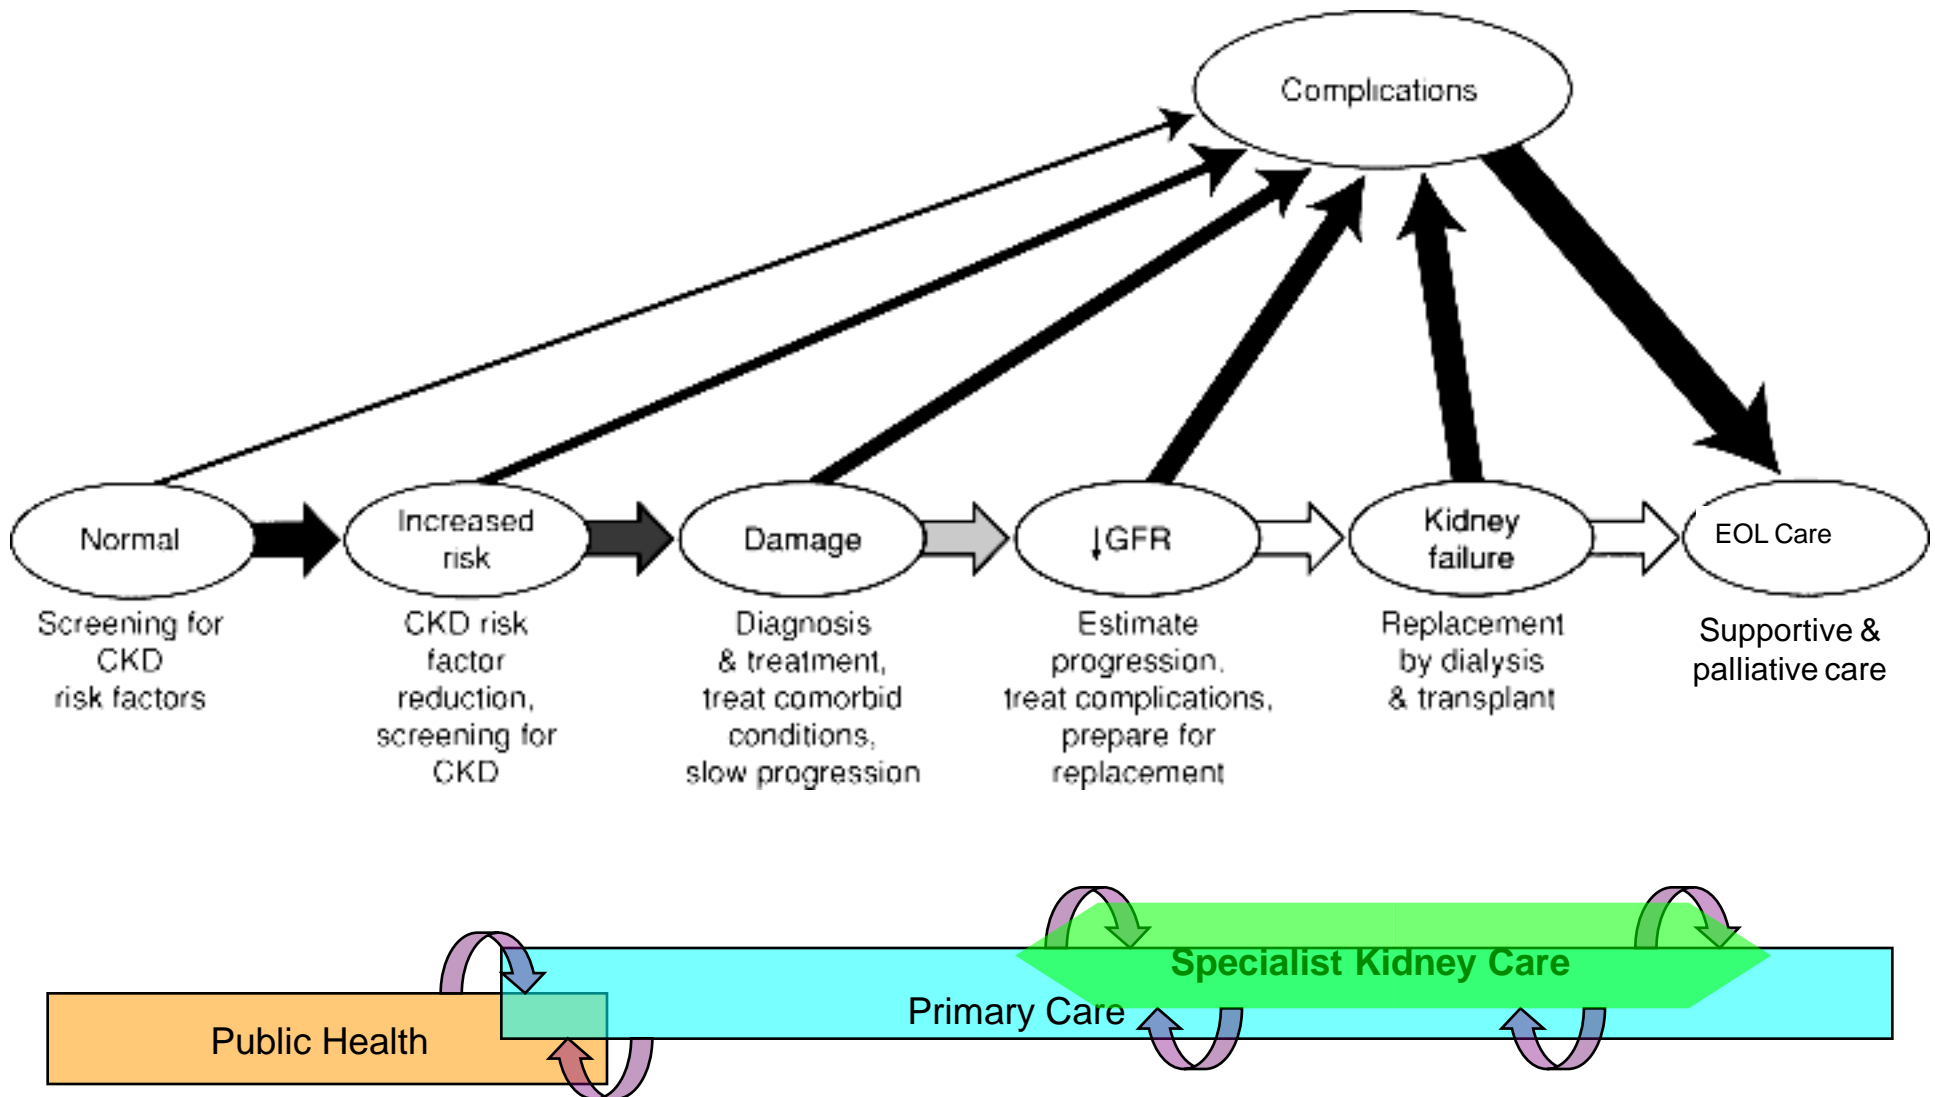 Complications
Normal
Increased
risk
Damage
↓GFR
Kidney
failure
EOL Care
Screening for
CKD
risk factors
CKD risk
factor
reduction,
screening for
CKD
Diagnosis
& treatment,
treat comorbid
conditions,
slow progression
Estimate
progression.
treat complications,
prepare for
replacement
Replacement
by dialysis
& transplant
Supportive &
palliative care
Specialist Kidney Care
Primary Care
Public Health